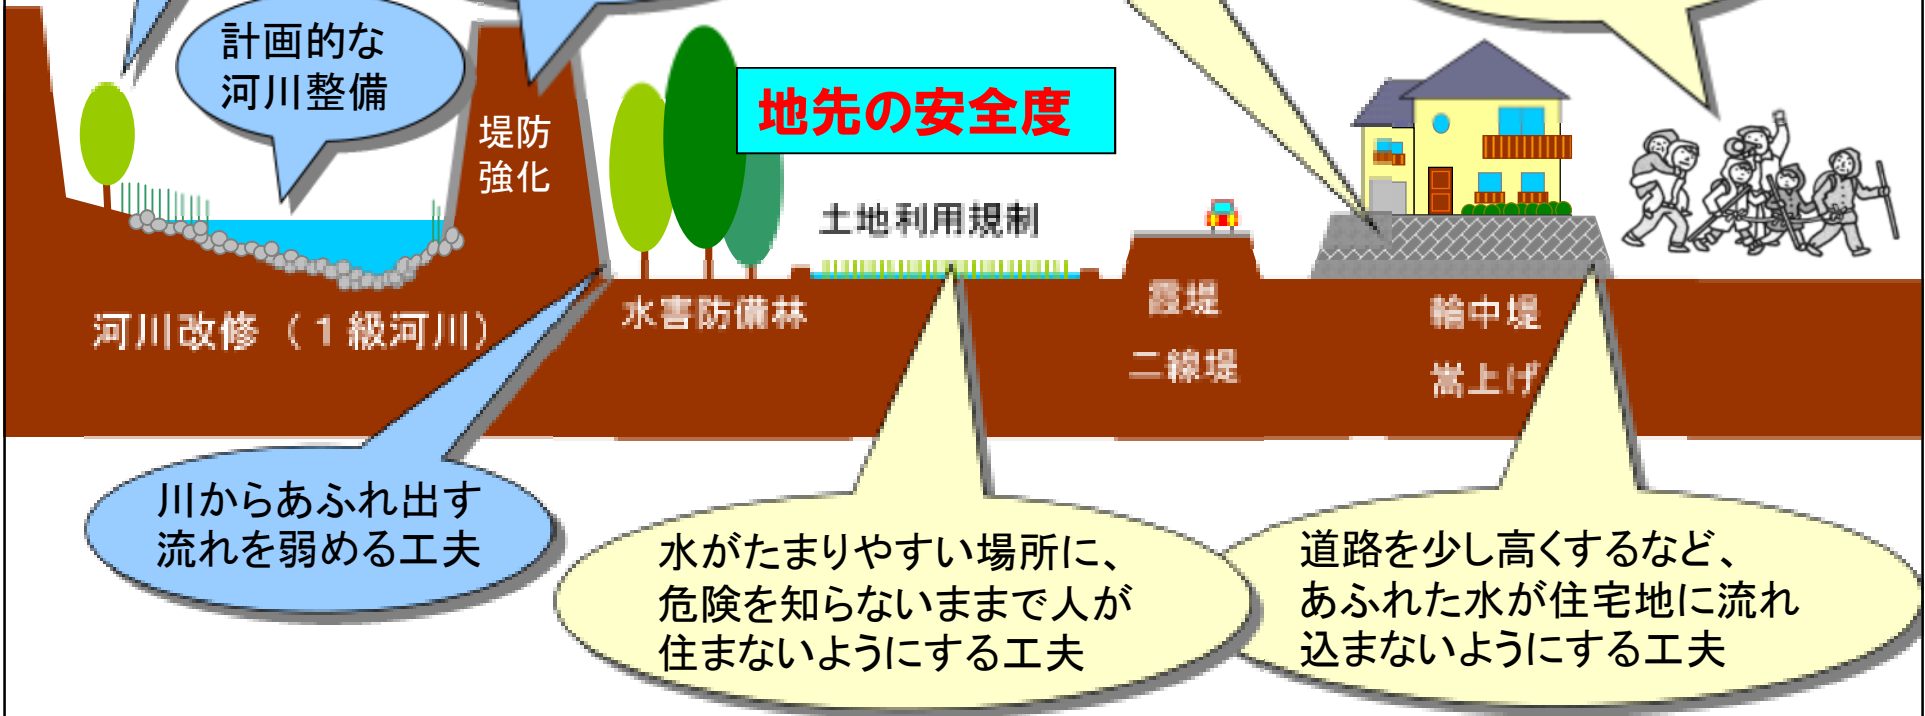 計画的な
河川整備
堤防
強化
地先の安全度
土地利用規制
河川改修（１級河川）
水害防備林
霞堤
二線堤
輪中堤
嵩上げ
川からあふれ出す
流れを弱める工夫
水がたまりやすい場所に、
危険を知らないままで人が
住まないようにする工夫
道路を少し高くするなど、
あふれた水が住宅地に流れ
込まないようにする工夫